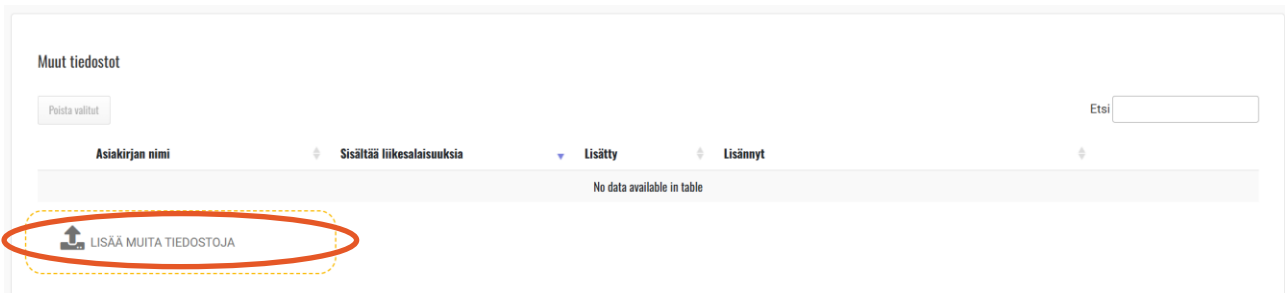 Muut tiedostot
Poista valitut
Etsi
Asiakirjan nimi Sisältää liikesalaisuuksia Lisätty Lisännyt
No data available in table
LISÄÄ MUITA TIEDOSTOJA